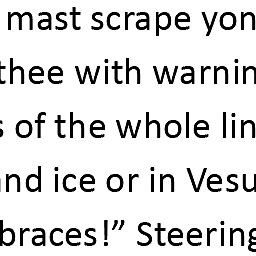 mast scrape yon
thee with warnin
s of the whole lin
nd ice or in Vesu
braces!” Steering